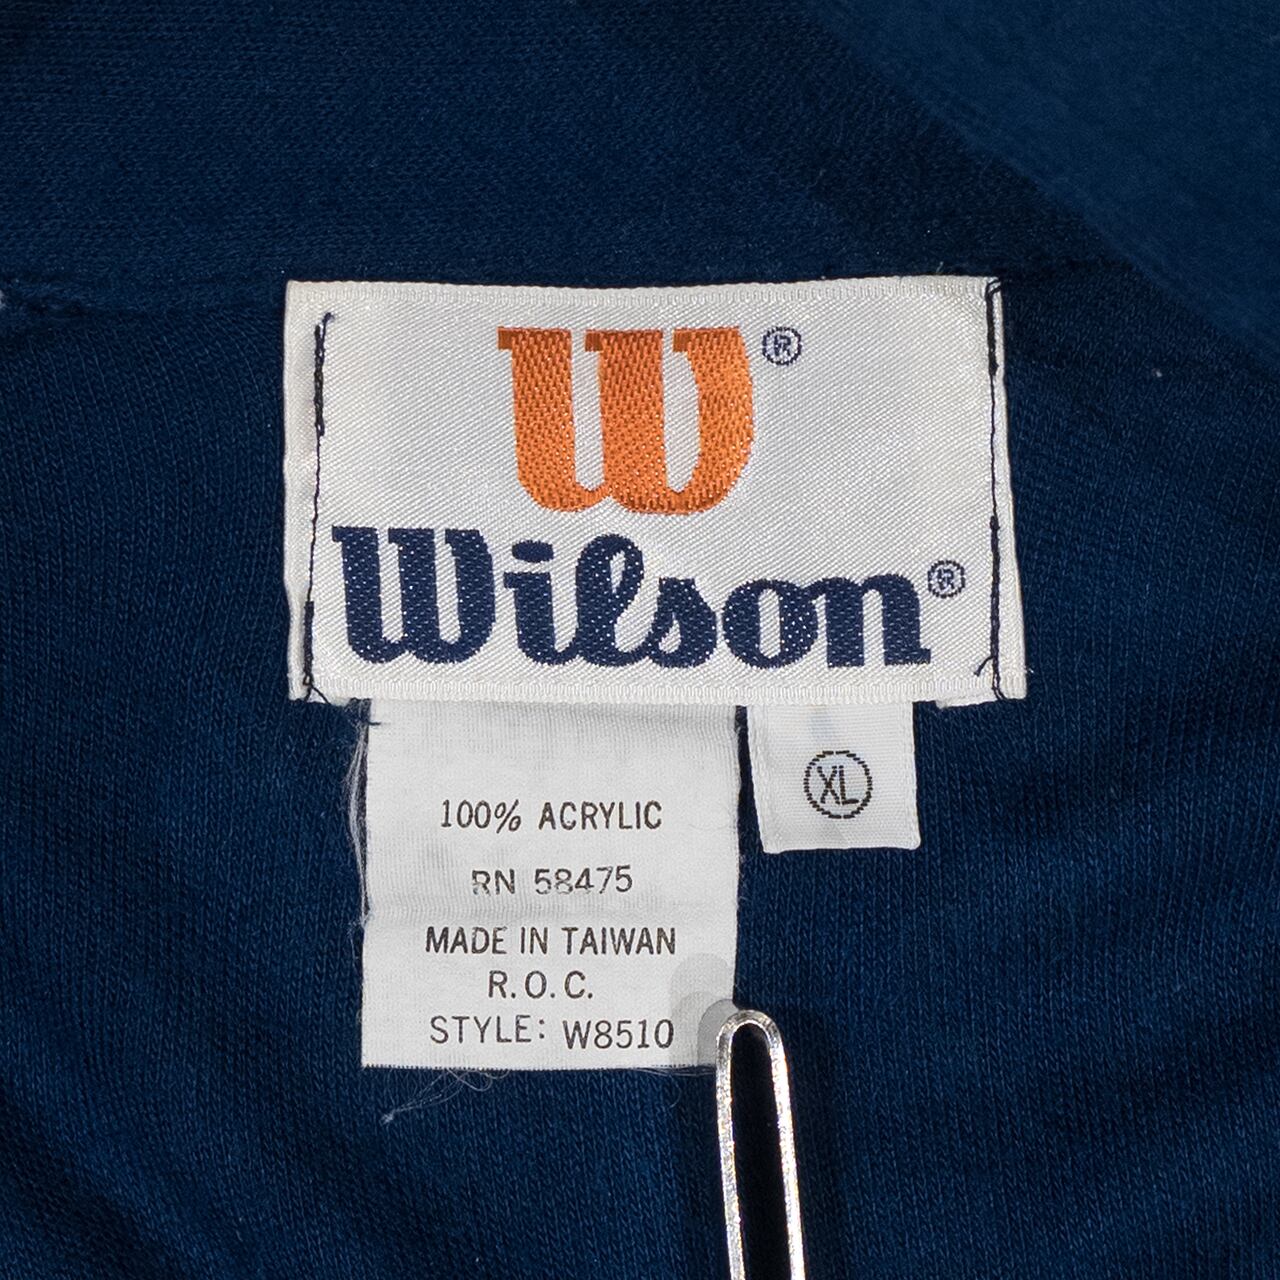 W®
Wilson®
XL
100% ACRYLIC
RN 58475
MADE IN TAIWAN
R.O.C.
STYLE: W8510